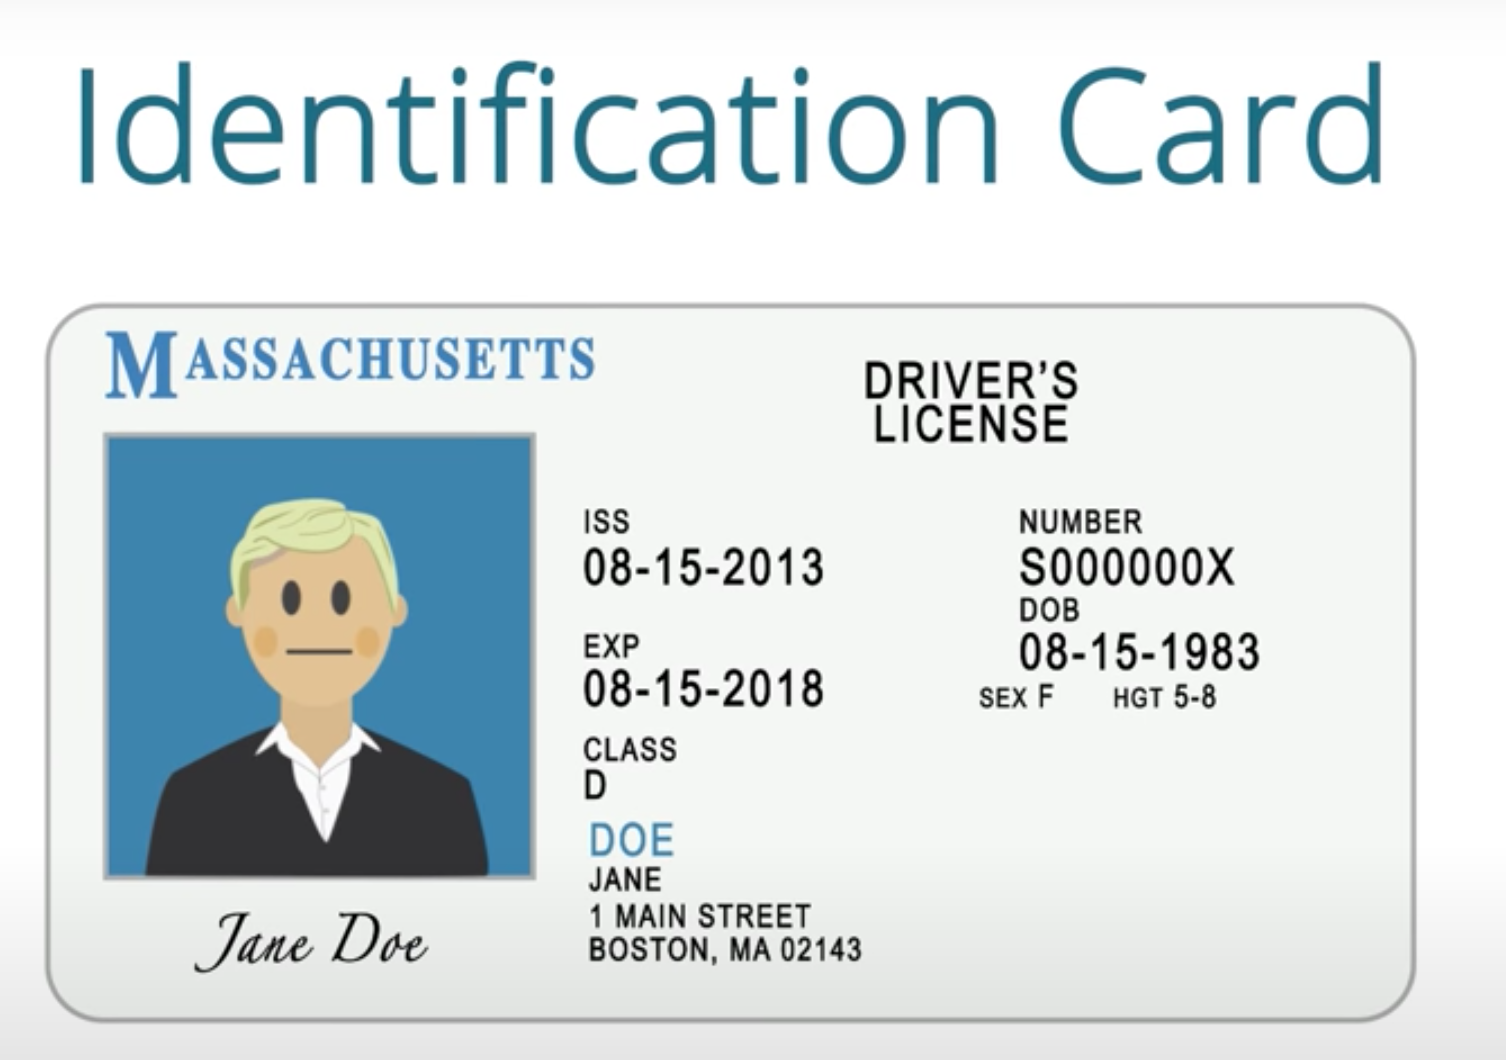 Identification Card
MASSACHUSETTS
DRIVER'S
LICENSE
ISS
08-15-2013
NUMBER
S000000X
DOB
08-15-1983
EXP
08-15-2018
SEX F HGT 5-8
CLASS
D
DOE
JANE
1 MAIN STREET
BOSTON, MA 02143
Jane Doe